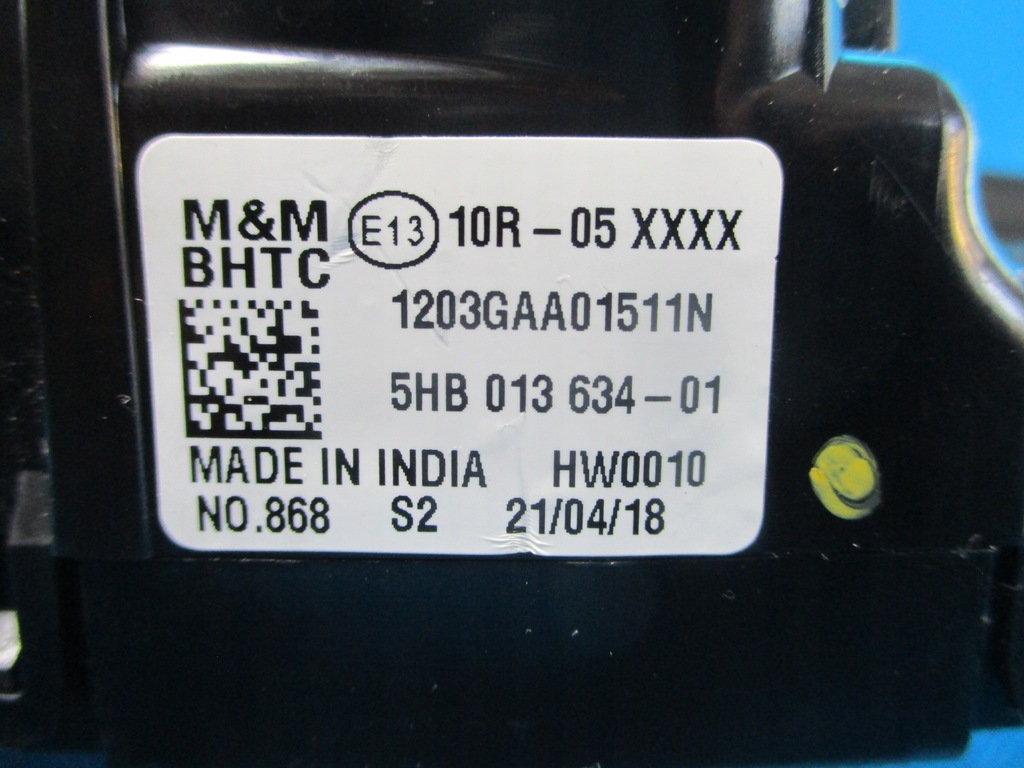 M&M E13 10R-05 XXXX
BHTC
1203GAA01511N
5HB 013 634-01
MADE IN INDIA HW0010
NO.868 S2 21/04/18